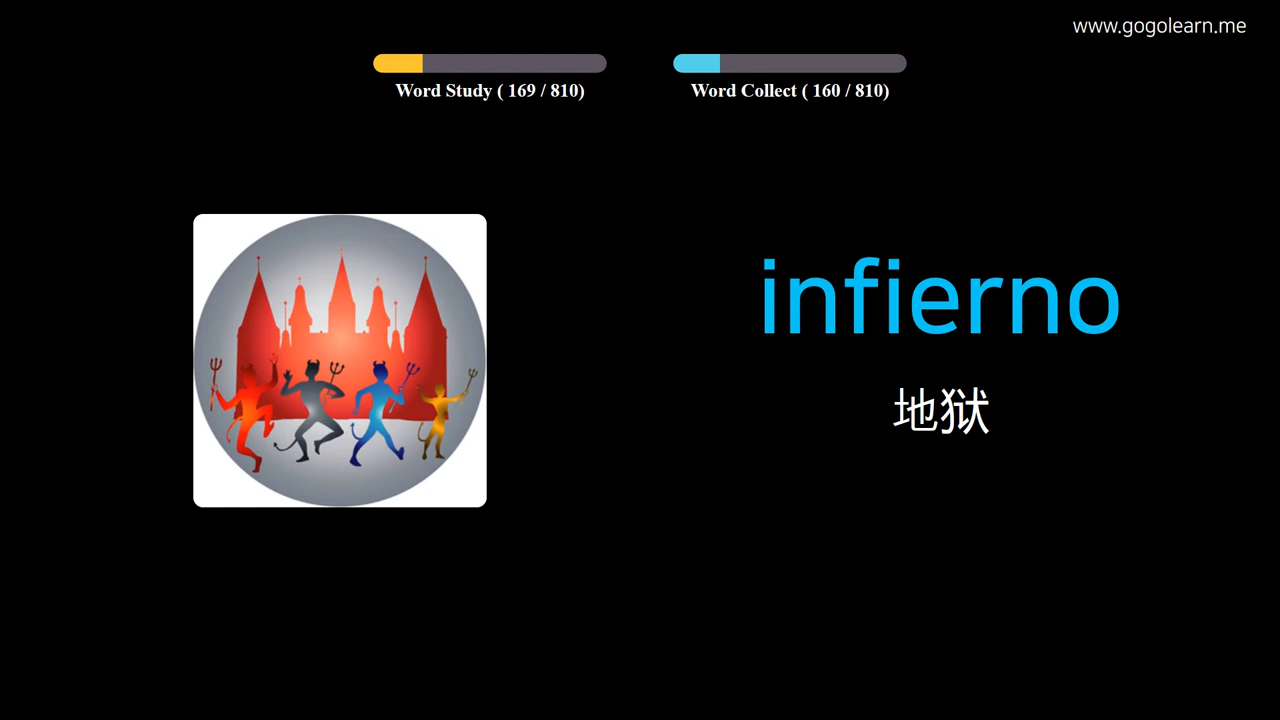 www.gogolearn.me
Word Study ( 169 / 810)
Word Collect ( 160 / 810)
infierno
地狱